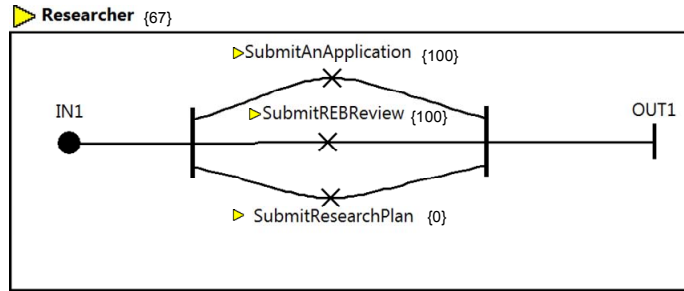 Researcher {67}
SubmitAnApplication {100}
IN1
SubmitREBReview {100}
OUT1
SubmitResearchPlan {0}